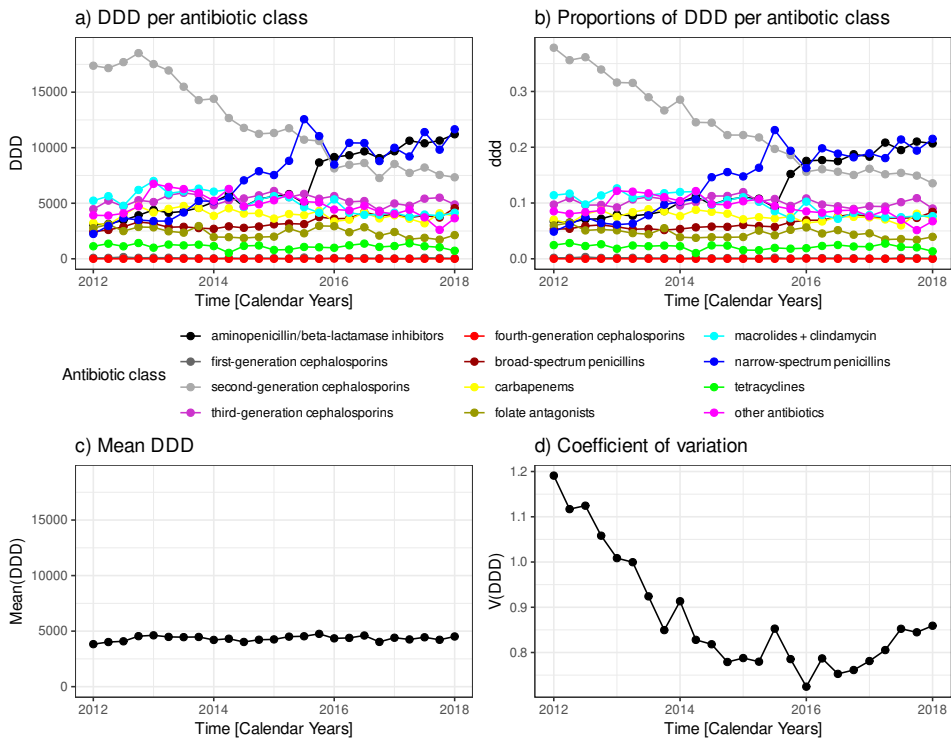 a) DDD per antibiotic class
b) Proportions of DDD per antibotic class
DDD
15000
10000
5000
0
2012
2014
2016
2018
Time [Calendar Years]
ddd
0.3
0.2
0.1
0.0
2012
2014
2016
2018
Time [Calendar Years]
Antibiotic class
aminopenicillin/beta-lactamase inhibitors
first-generation cephalosporins
second-generation cephalosporins
third-generation cephalosporins
fourth-generation cephalosporins
broad-spectrum penicillins
carbapenems
folate antagonists
macrolides + clindamycin
narrow-spectrum penicillins
tetracyclines
other antibiotics
c) Mean DDD
d) Coefficient of variation
Mean(DDD)
15000
10000
5000
0
2012
2014
2016
2018
Time [Calendar Years]
V(DDD)
1.2
1.1
1.0
0.9
0.8
2012
2014
2016
2018
Time [Calendar Years]